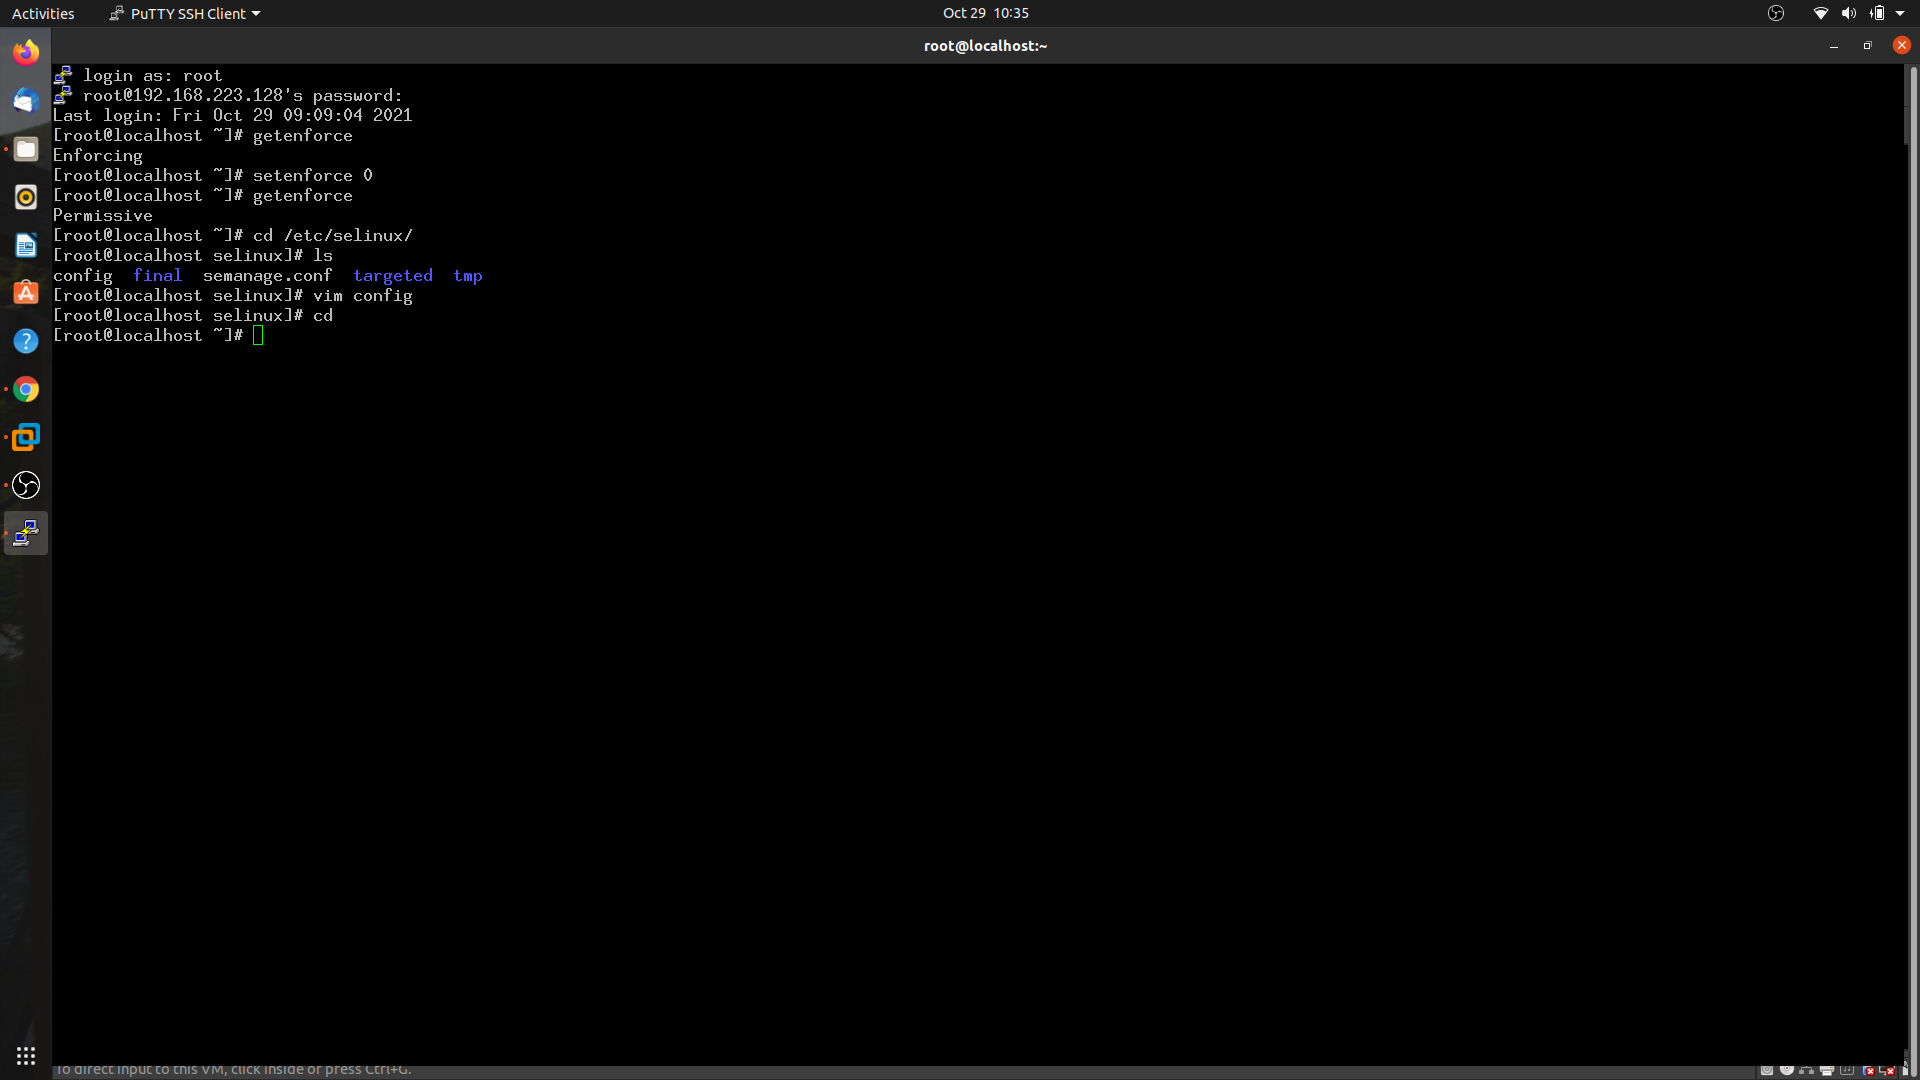 Activities PuTTY SSH Client Oct 29 10:35
root@localhost:~
login as: root
root@192.168.223.128's password:
Last login: Fri Oct 29 09:09:04 2021
[root@localhost ~]# getenforce
Enforcing
[root@localhost ~]# setenforce 0
[root@localhost ~]# getenforce
Permissive
[root@localhost ~]# cd /etc/selinux/
[root@localhost selinux]# ls
config final semanage.conf targeted tmp
[root@localhost selinux]# vim config
[root@localhost selinux]# cd
[root@localhost ~]#
To direct input to this VM, click inside or press Ctrl+G.